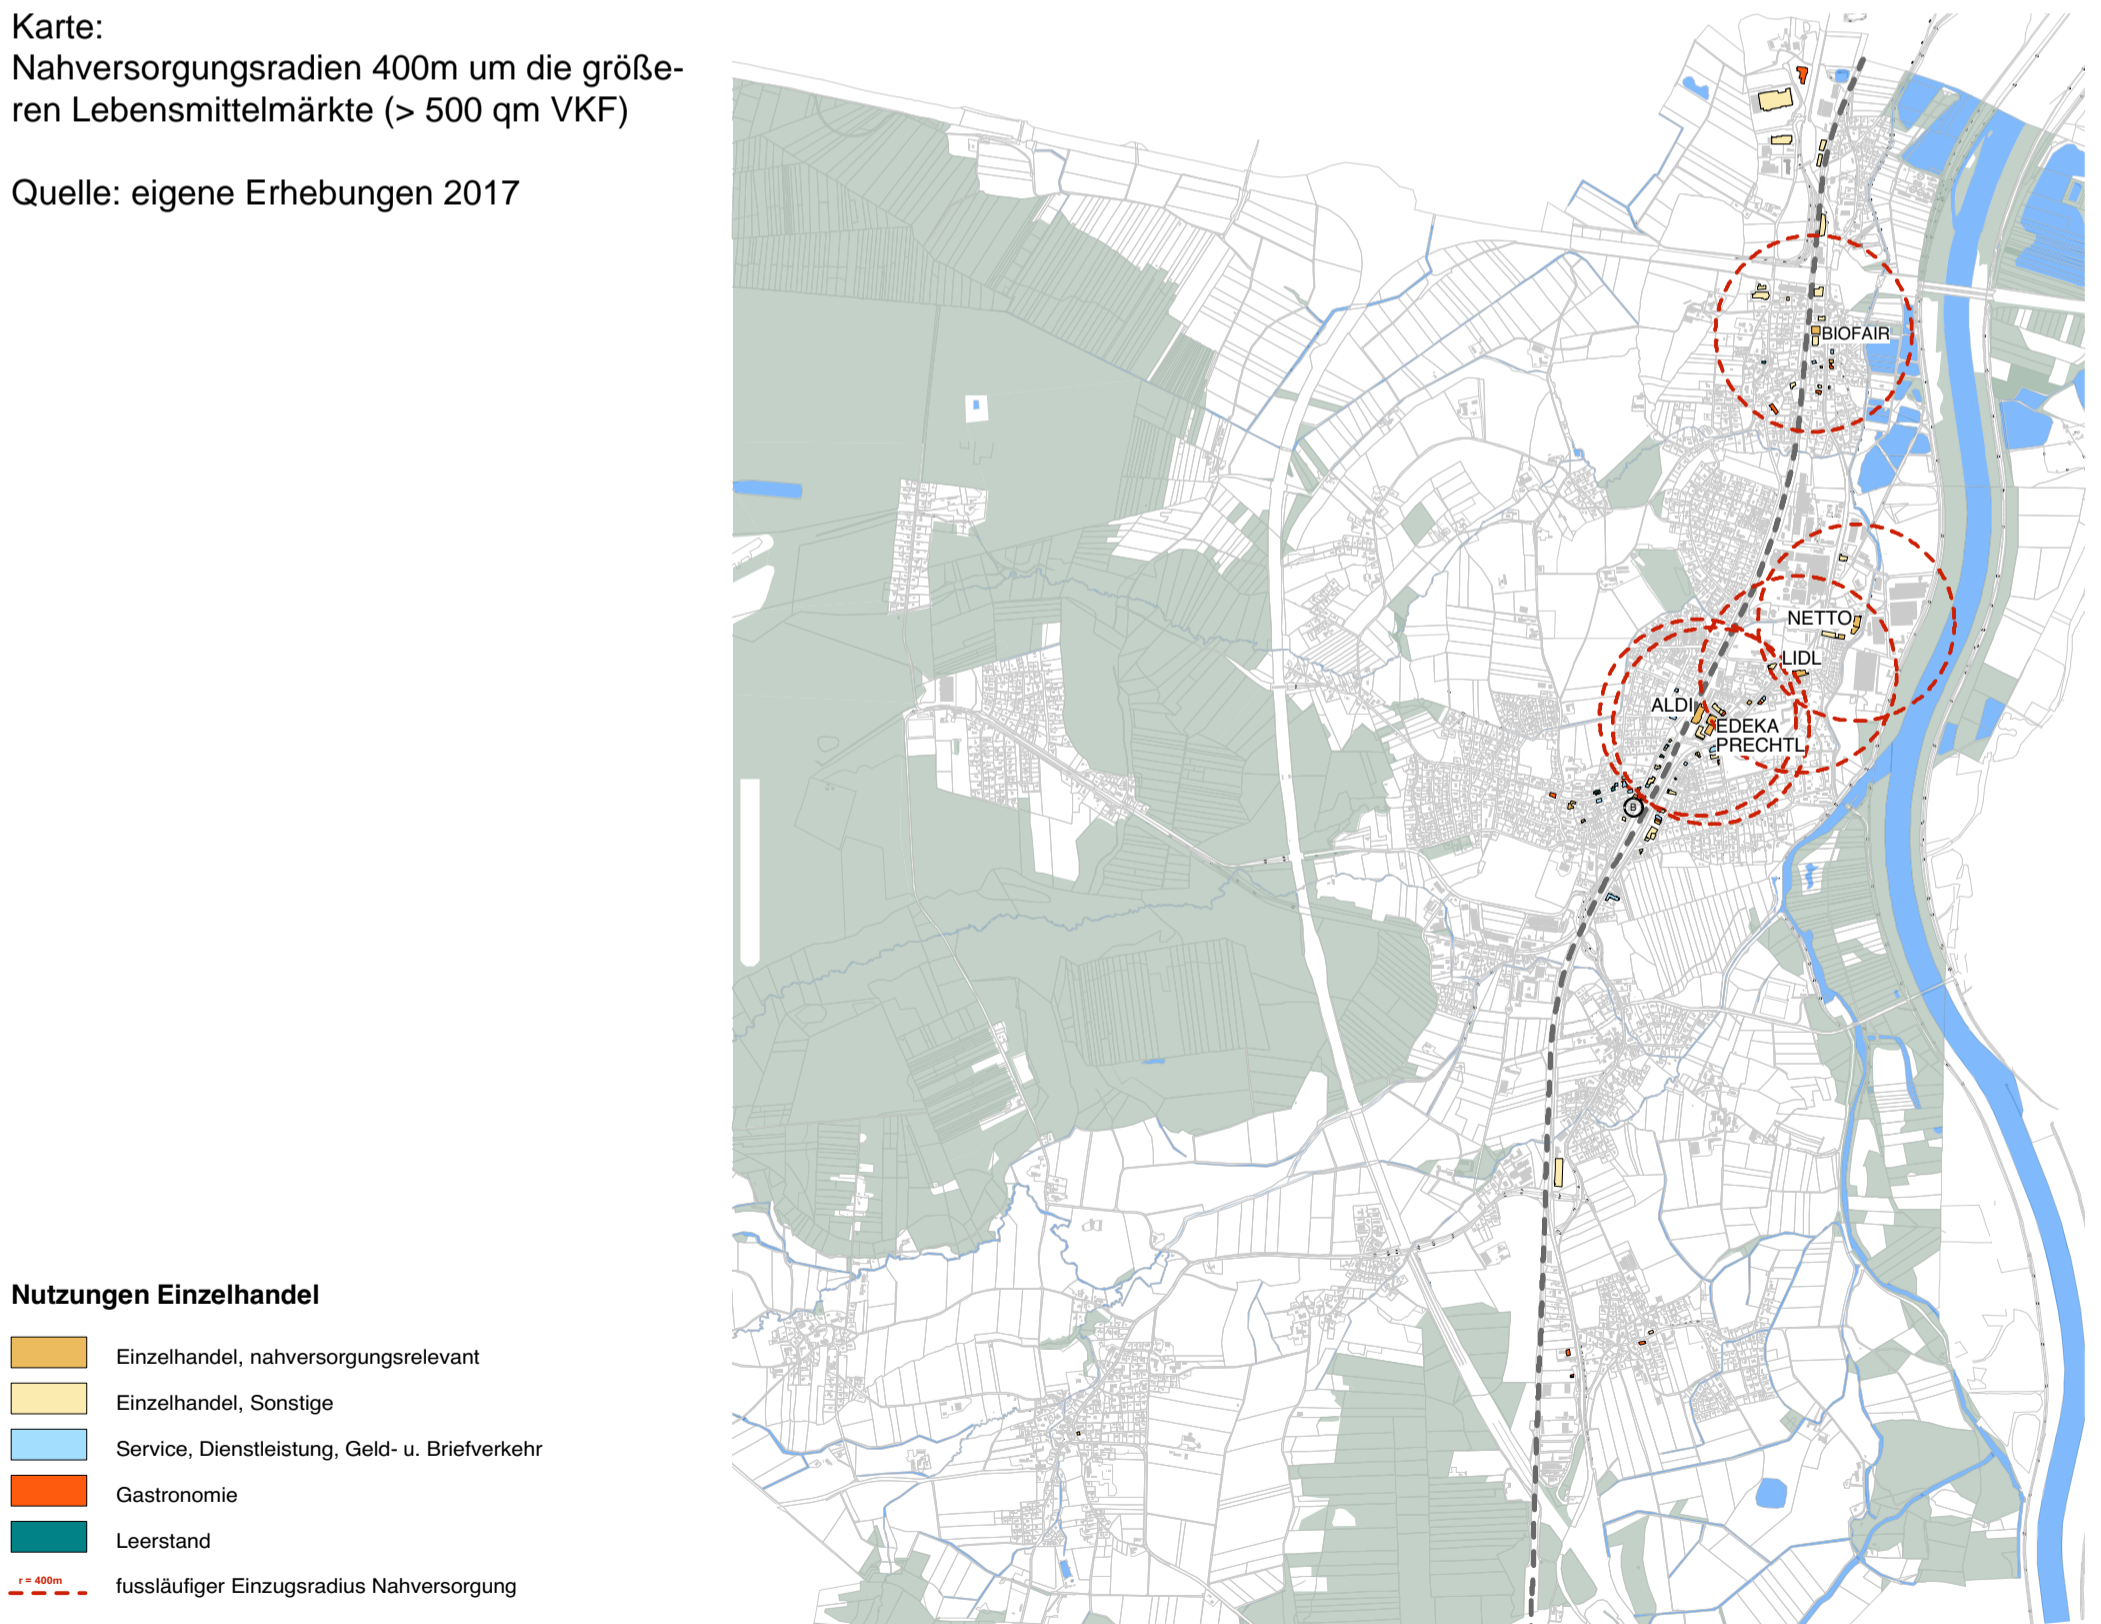 Karte:
Nahversorgungsradien 400m um die größe-
ren Lebensmittelmärkte (> 500 qm VKF)
Quelle: eigene Erhebungen 2017
BIOFAIR
NETTO
LIDL
ALDI
EDEKA
PRECHTL
B
Nutzungen Einzelhandel
Einzelhandel, nahversorgungsrelevant
Einzelhandel, Sonstige
Service, Dienstleistung, Geld- u. Briefverkehr
Gastronomie
Leerstand
r = 400m
fussläufiger Einzugsradius Nahversorgung